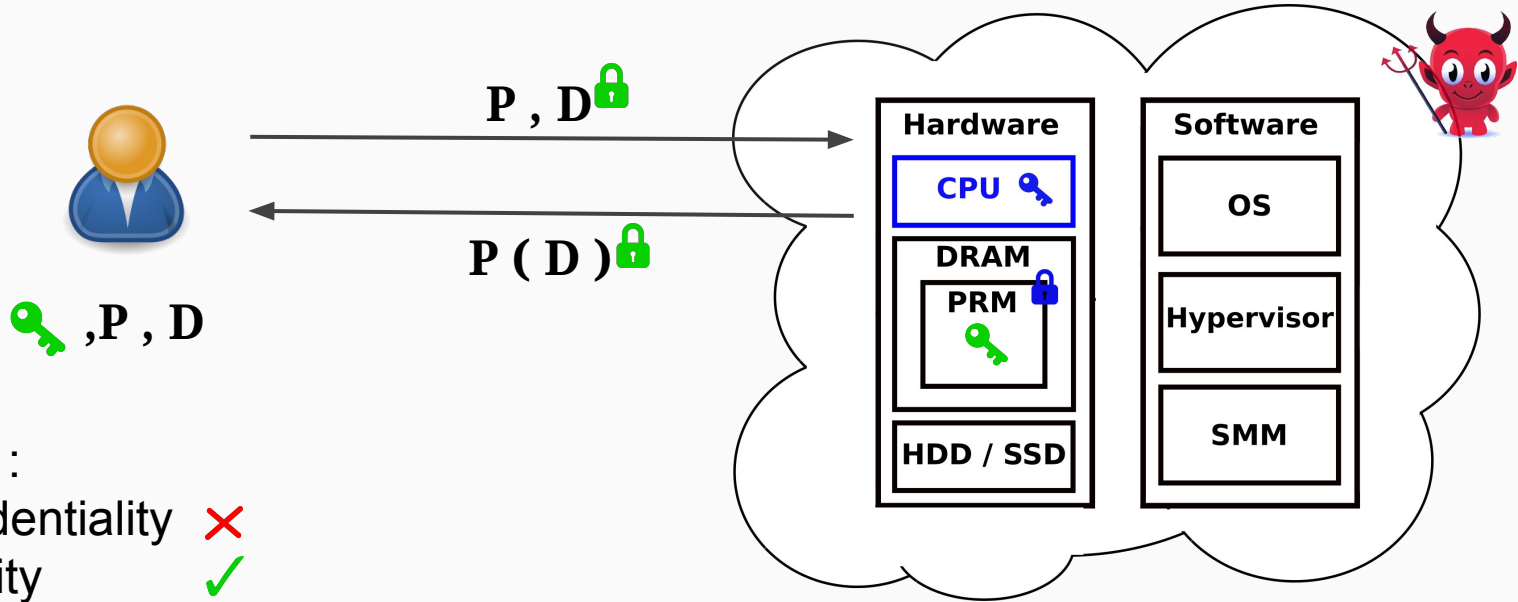 P , D
P ( D )
,P , D
:
dentiality
ity
Hardware
CPU
DRAM
PRM
HDD / SSD
Software
OS
Hypervisor
SMM